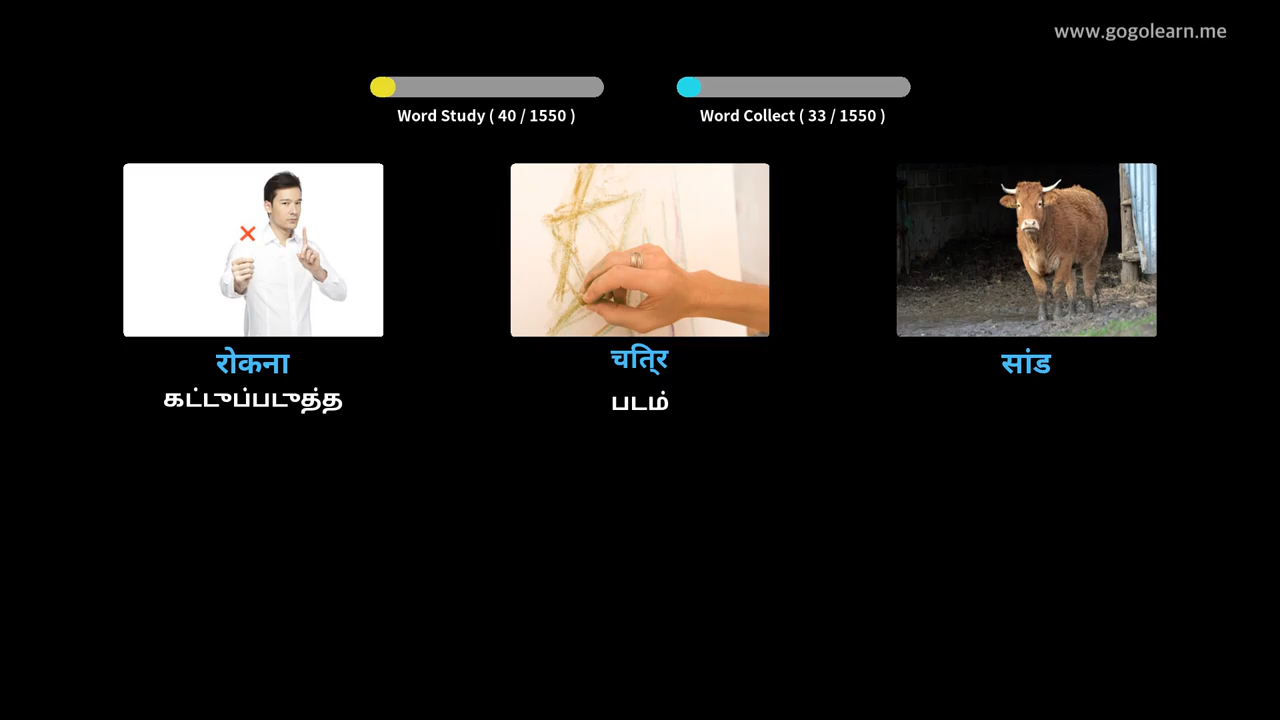 www.gogolearn.me
Word Study ( 40 / 1550 )
Word Collect ( 33 / 1550 )
रोकना
चित्रि
सांड
கட்டுப்படுத்த
படம்